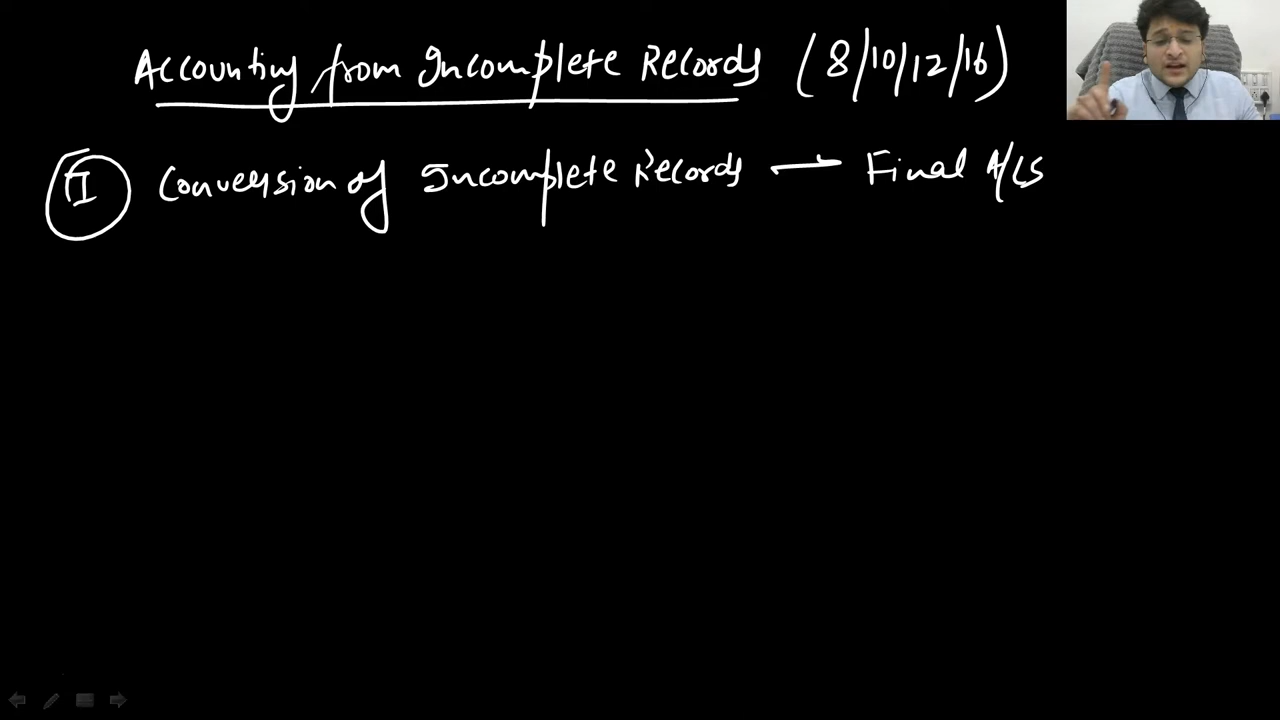 Accounting from Incomplete Records (8/10/12/16)
I Conversion of Incomplete Records → Final A/cs